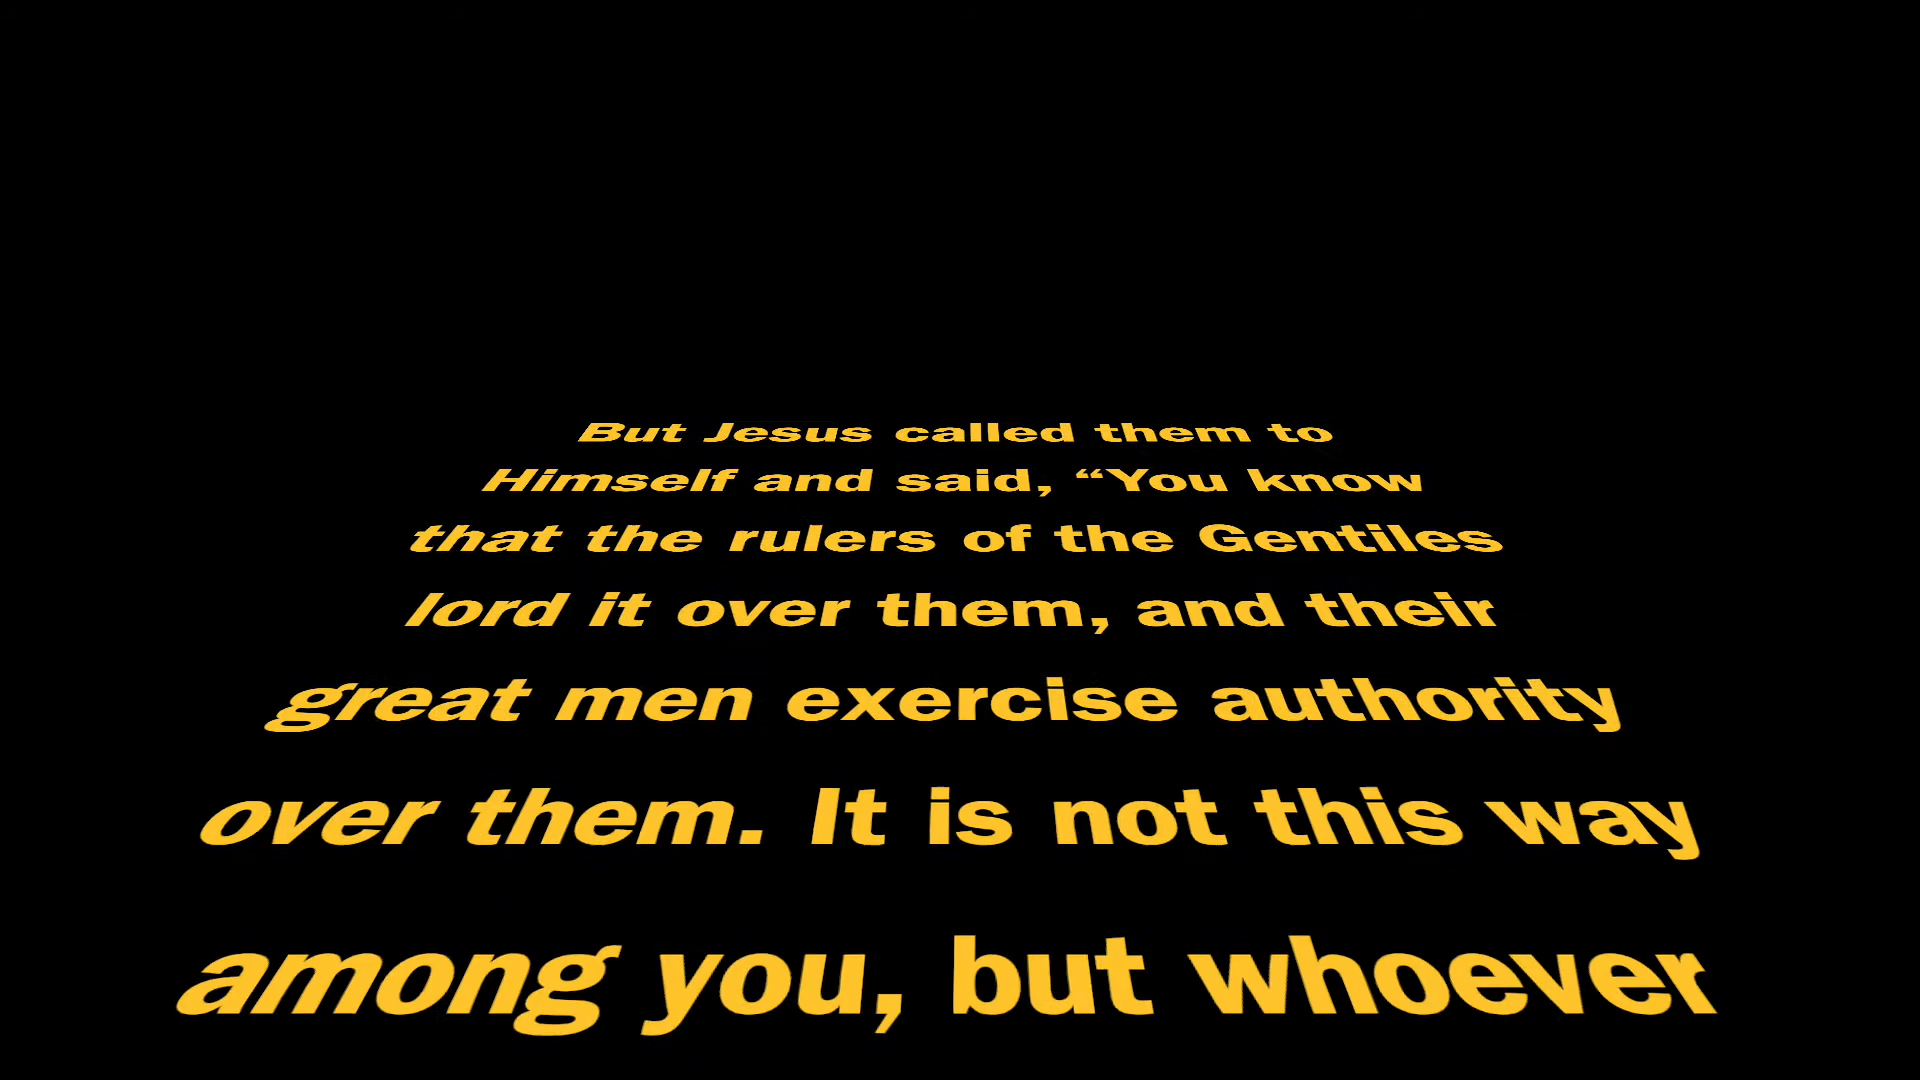 But Jesus called them to
Himself and said, “You know
that the rulers of the Gentiles
lord it over them, and their
great men exercise authority
over them. It is not this way
among you, but whoever